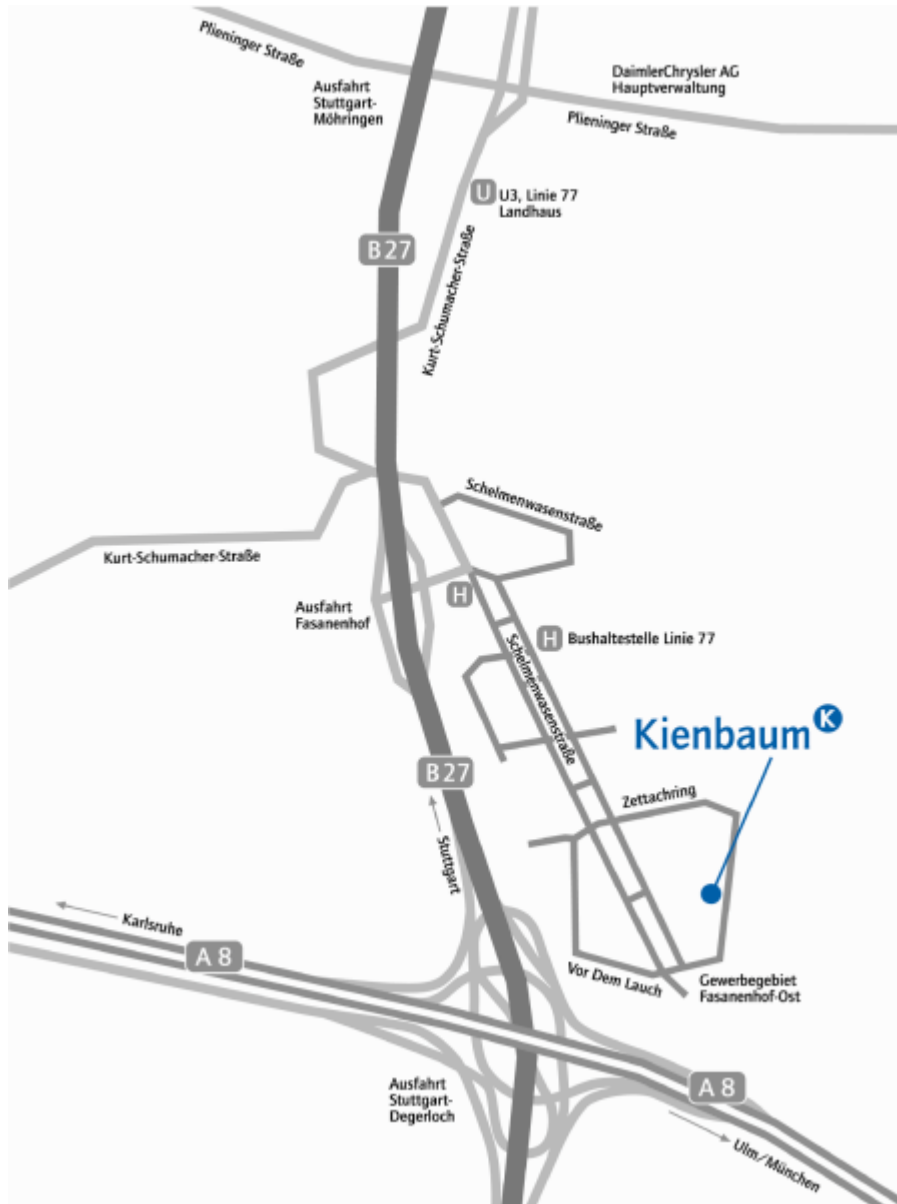 Plieninger Straße
Ausfahrt
Stuttgart-
Möhringen
DaimlerChrysler AG
Hauptverwaltung
Plieninger Straße
U
U3, Linie 77
Landhaus
B 27
Kurt-Schumacher-Straße
Schelmenwasenstraße
Kurt-Schumacher-Straße
H
Ausfahrt
Fasanenhof
H
Bushaltestelle Linie 77
Schelmenwasenstraße
Kienbaum K
B 27
Zettachring
Stuttgart
Karlsruhe
A 8
Vor Dem Lauch
Gewerbegebiet
Fasanenhof-Ost
Ausfahrt
Stuttgart-
Degerloch
A 8
Ulm/München